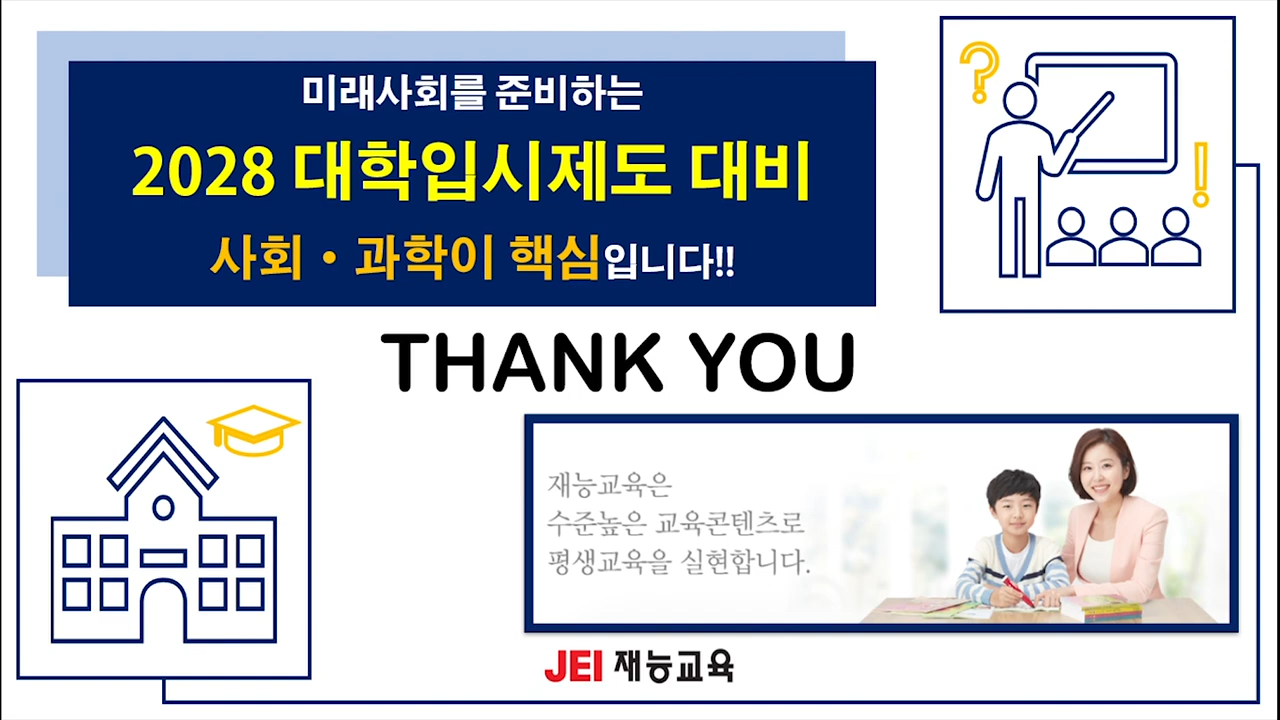 미래사회를 준비하는
2028 대학입시제도 대비
사회・과학이 핵심입니다!!
THANK YOU
재능교육은
수준높은 교육콘텐츠로
평생교육을 실현합니다.
JEI 재능교육